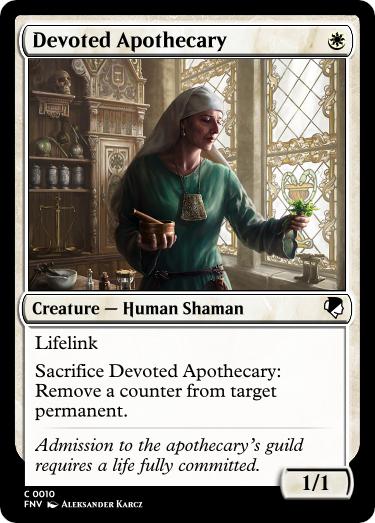 Devoted Apothecary
Creature — Human Shaman
Lifelink
Sacrifice Devoted Apothecary:
Remove a counter from target
permanent.
Admission to the apothecary's guild
requires a life fully committed.
1/1
C 0010
FNV Aleksander Karcz